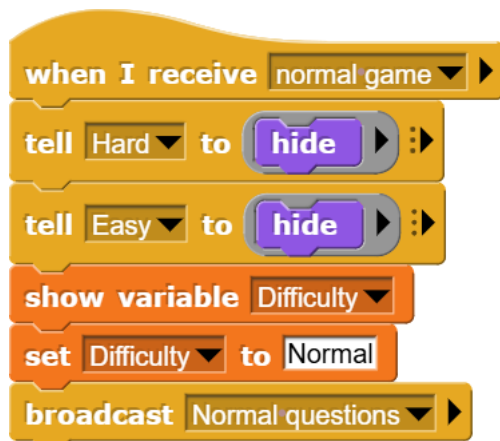 when I receive normal game
tell Hard to hide
tell Easy to hide
show variable Difficulty
set Difficulty to Normal
broadcast Normal questions